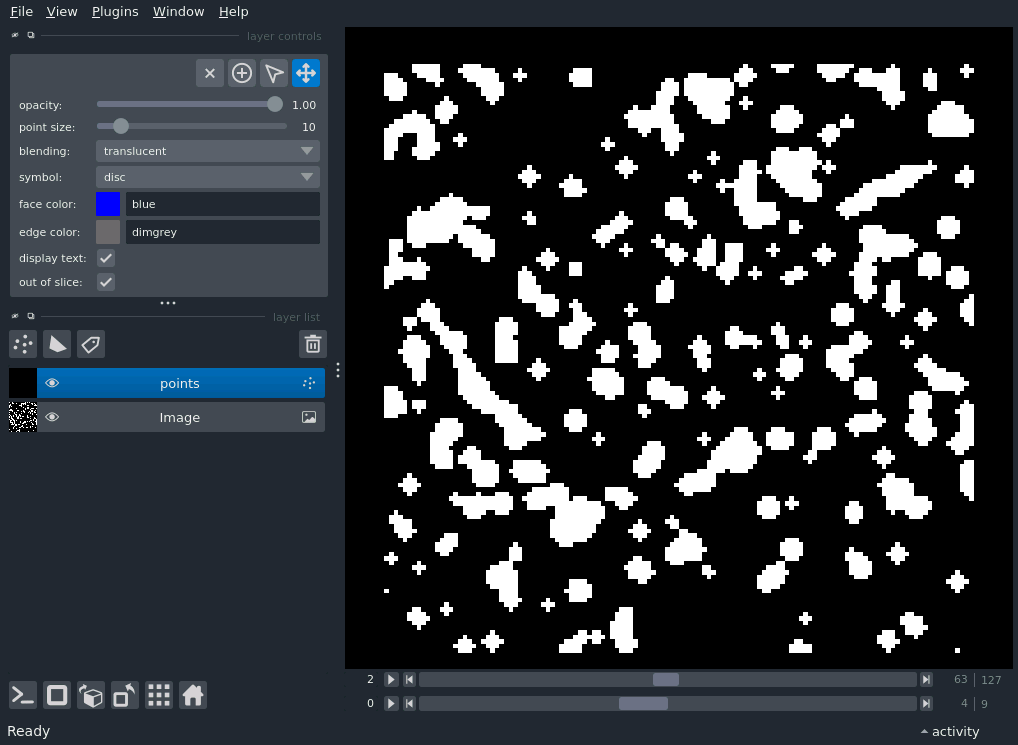 File View Plugins Window Help
layer controls
opacity: 1.00
point size: 10
blending: translucent
symbol: disc
face color: blue
edge color: dimgrey
display text:
out of slice:
layer list
points
Image
2 63 | 127
0 4 | 9
Ready activity